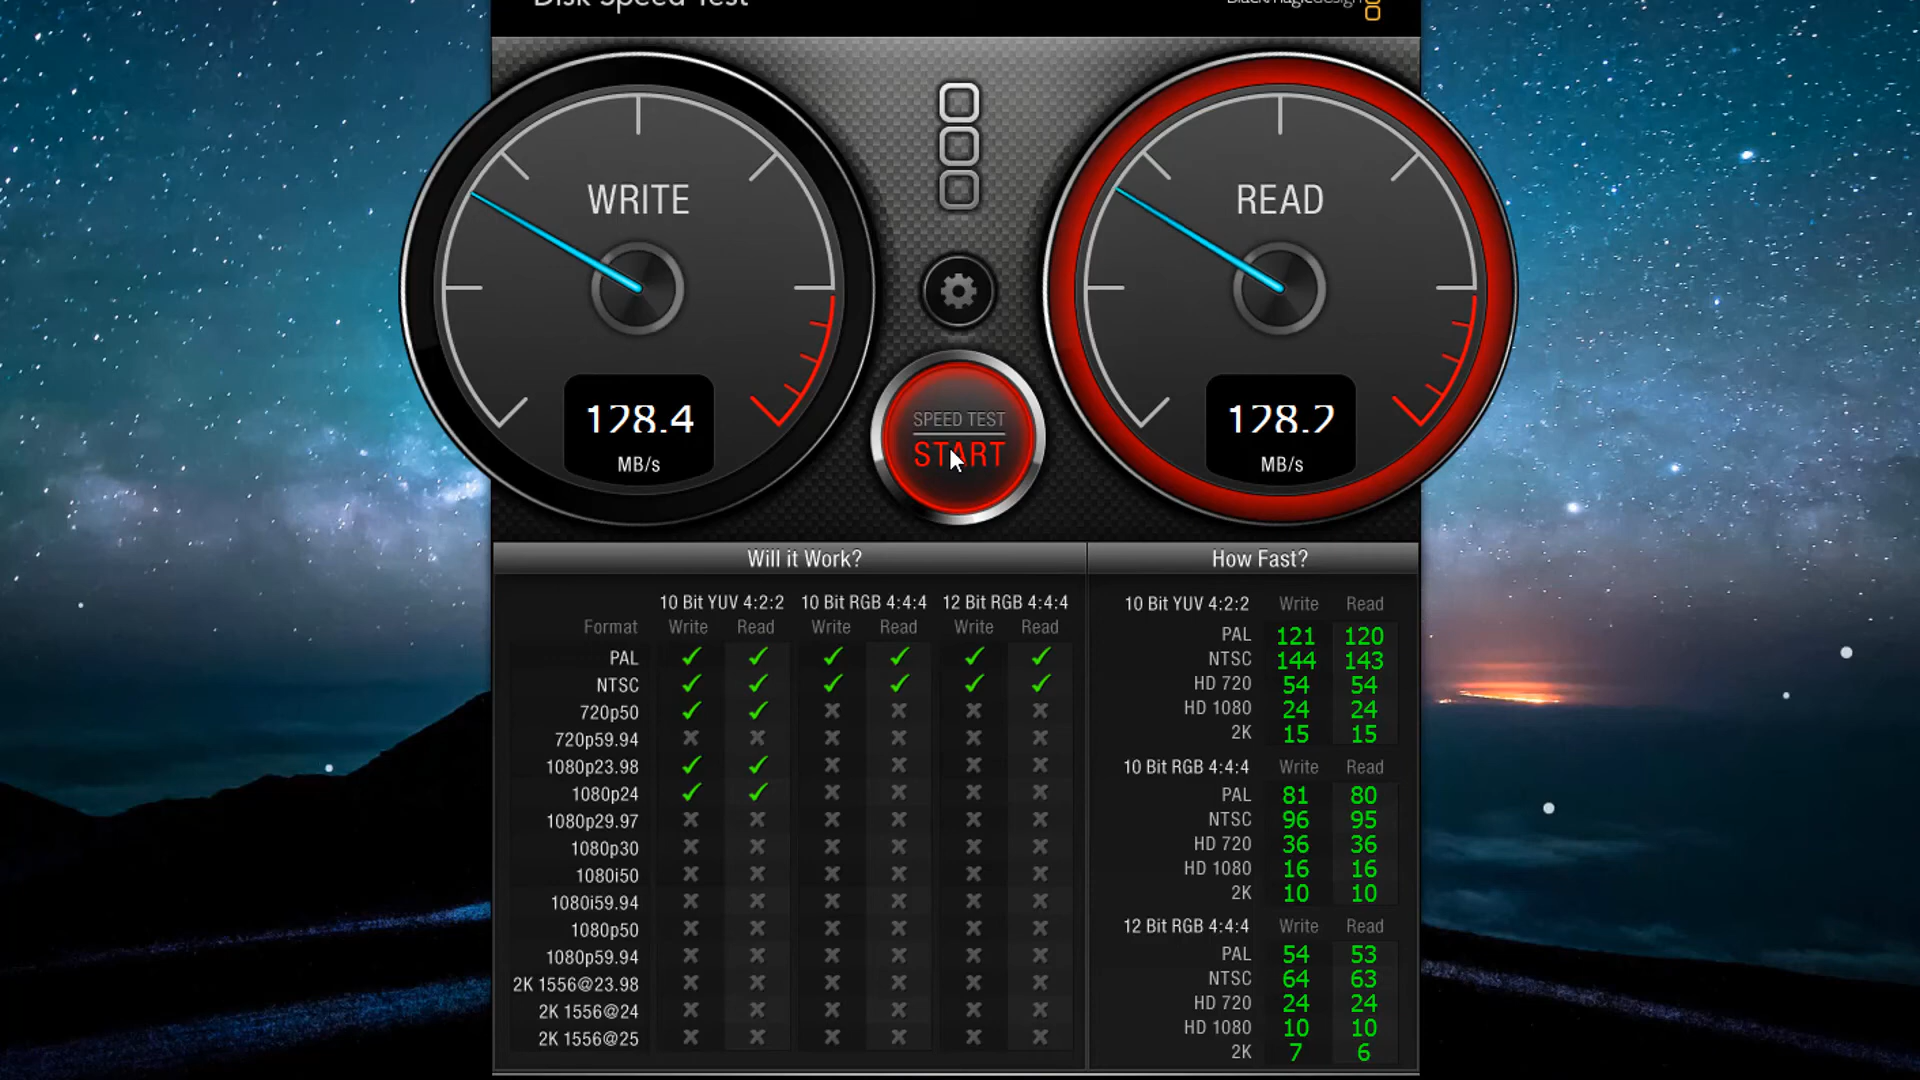 Disk Speed Test
Blackmagicdesign
WRITE
128.4
MB/s
READ
128.2
MB/s
SPEED TEST
START
Will it Work?
10 Bit YUV 4:2:2 10 Bit RGB 4:4:4 12 Bit RGB 4:4:4
Format Write Read Write Read Write Read
PAL ✓ ✓ ✓ ✓ ✓ ✓
NTSC ✓ ✓ ✓ ✓ ✓ ✓
720p50 ✓ ✓ x x x x
720p59.94 x x x x x x
1080p23.98 ✓ ✓ x x x x
1080p24 ✓ ✓ x x x x
1080p29.97 x x x x x x
1080p30 x x x x x x
1080i50 x x x x x x
1080i59.94 x x x x x x
1080p50 x x x x x x
1080p59.94 x x x x x x
2K 1556@23.98 x x x x x x
2K 1556@24 x x x x x x
2K 1556@25 x x x x x x
How Fast?
10 Bit YUV 4:2:2 Write Read
PAL 121 120
NTSC 144 143
HD 720 54 54
HD 1080 24 24
2K 15 15
10 Bit RGB 4:4:4 Write Read
PAL 81 80
NTSC 96 95
HD 720 36 36
HD 1080 16 16
2K 10 10
12 Bit RGB 4:4:4 Write Read
PAL 54 53
NTSC 64 63
HD 720 24 24
HD 1080 10 10
2K 7 6